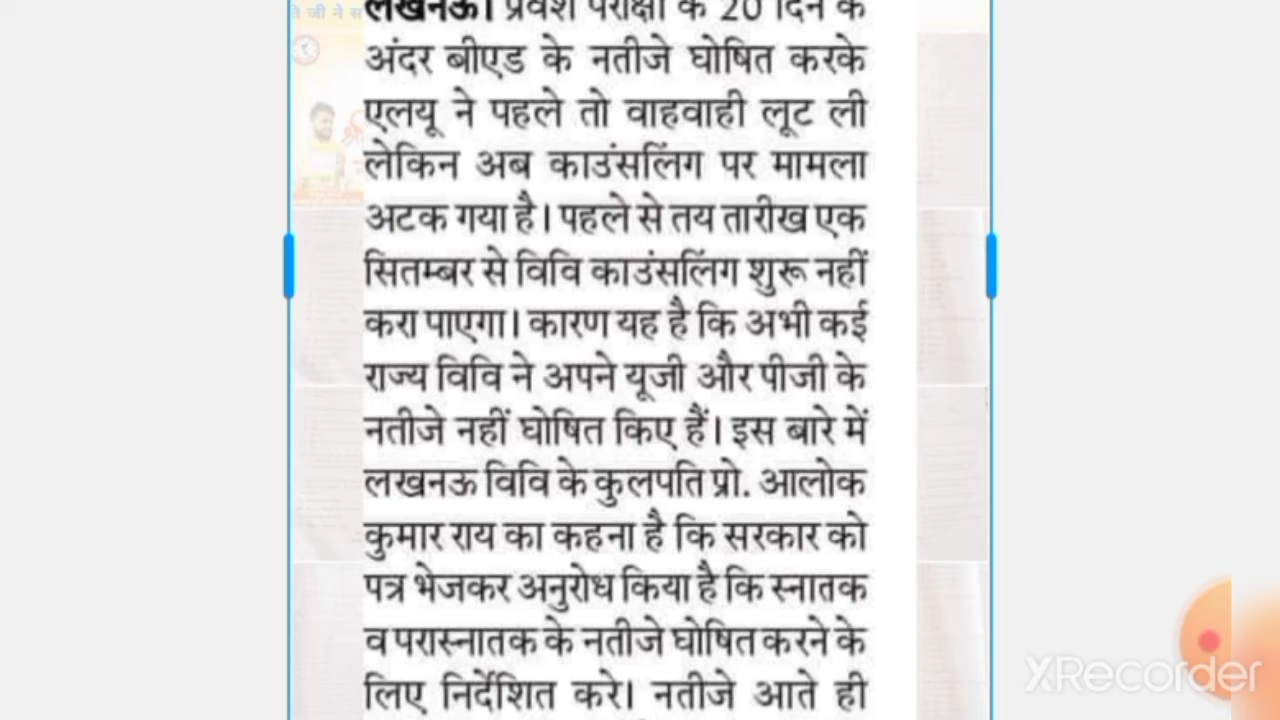 ते जी ने स
लखनऊ। प्रवेश परीक्षा के 20 दिन के
अंदर बीएड के नतीजे घोषित करके
एलयू ने पहले तो वाहवाही लूट ली
लेकिन अब काउंसलिंग पर मामला
अटक गया है। पहले से तय तारीख एक
सितम्बर से विवि काउंसलिंग शुरू नहीं
करा पाएगा। कारण यह है कि अभी कई
राज्य विवि ने अपने यूजी और पीजी के
नतीजे नहीं घोषित किए हैं। इस बारे में
लखनऊ विवि के कुलपति प्रो. आलोक
कुमार राय का कहना है कि सरकार को
पत्र भेजकर अनुरोध किया है कि स्नातक
व परास्नातक के नतीजे घोषित करने के
लिए निर्देशित करे। नतीजे आते ही
XRecorder